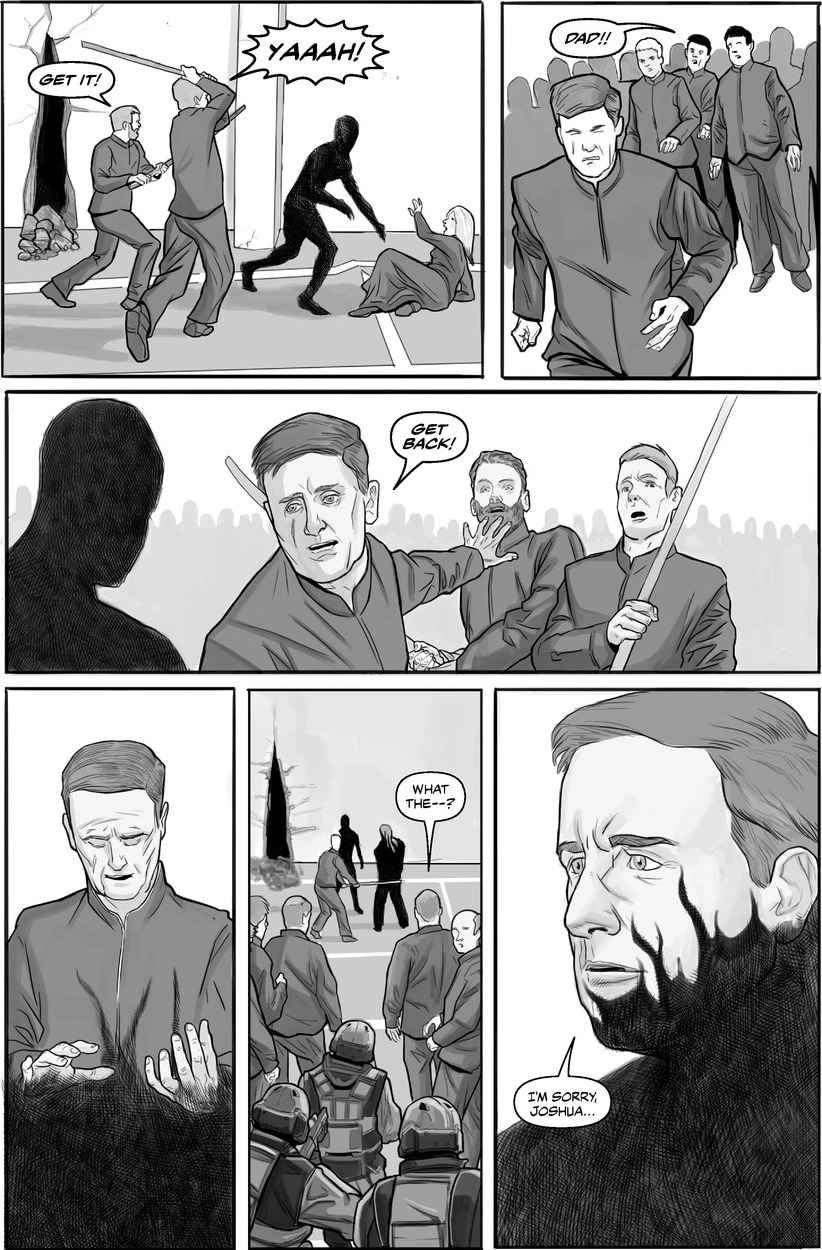 GET IT!
YAAAH!
DAD!!
GET
BACK!
WHAT
THE--?
I'M SORRY,
JOSHUA...